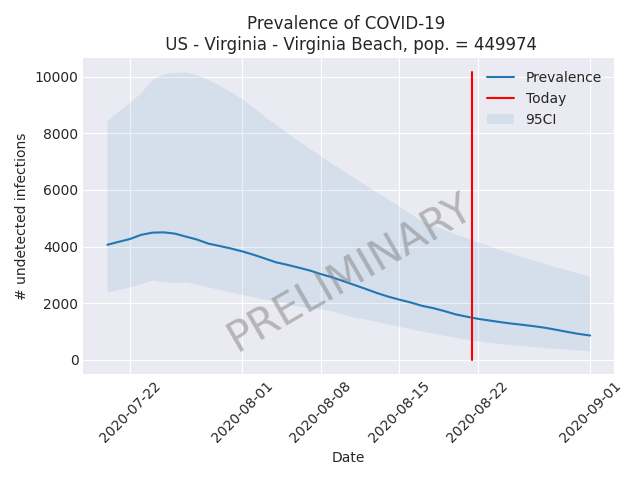 Prevalence of COVID-19
US - Virginia - Virginia Beach, pop. = 449974
# undetected infections
10000
8000
6000
4000
2000
0
Prevalence
Today
95CI
PRELIMINARY
2020-07-22
2020-08-01
2020-08-08
2020-08-15
2020-08-22
2020-09-01
Date